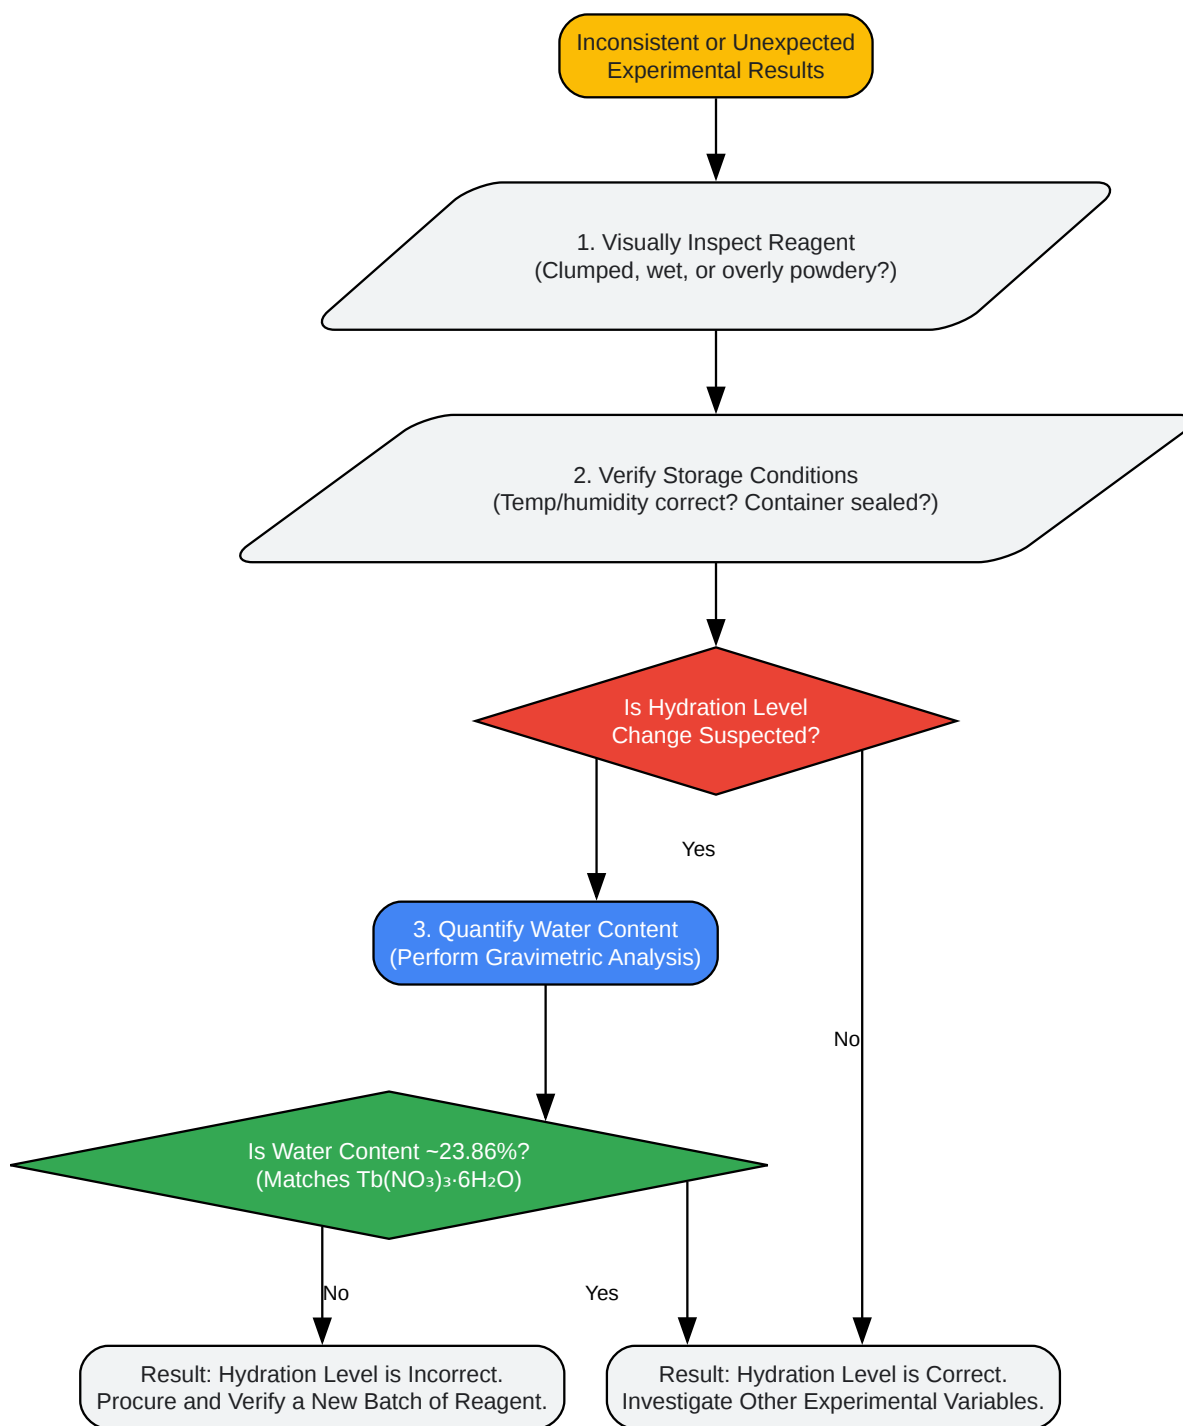 Inconsistent or Unexpected
Experimental Results
1. Visually Inspect Reagent
(Clumped, wet, or overly powdery?)
2. Verify Storage Conditions
(Temp/humidity correct? Container sealed?)
Is Hydration Level
Change Suspected?
Yes
3. Quantify Water Content
(Perform Gravimetric Analysis)
No
Is Water Content ~23.86%?
(Matches Tb(NO₃)₃·6H₂O)
No
Yes
Result: Hydration Level is Incorrect.
Procure and Verify a New Batch of Reagent.
Result: Hydration Level is Correct.
Investigate Other Experimental Variables.